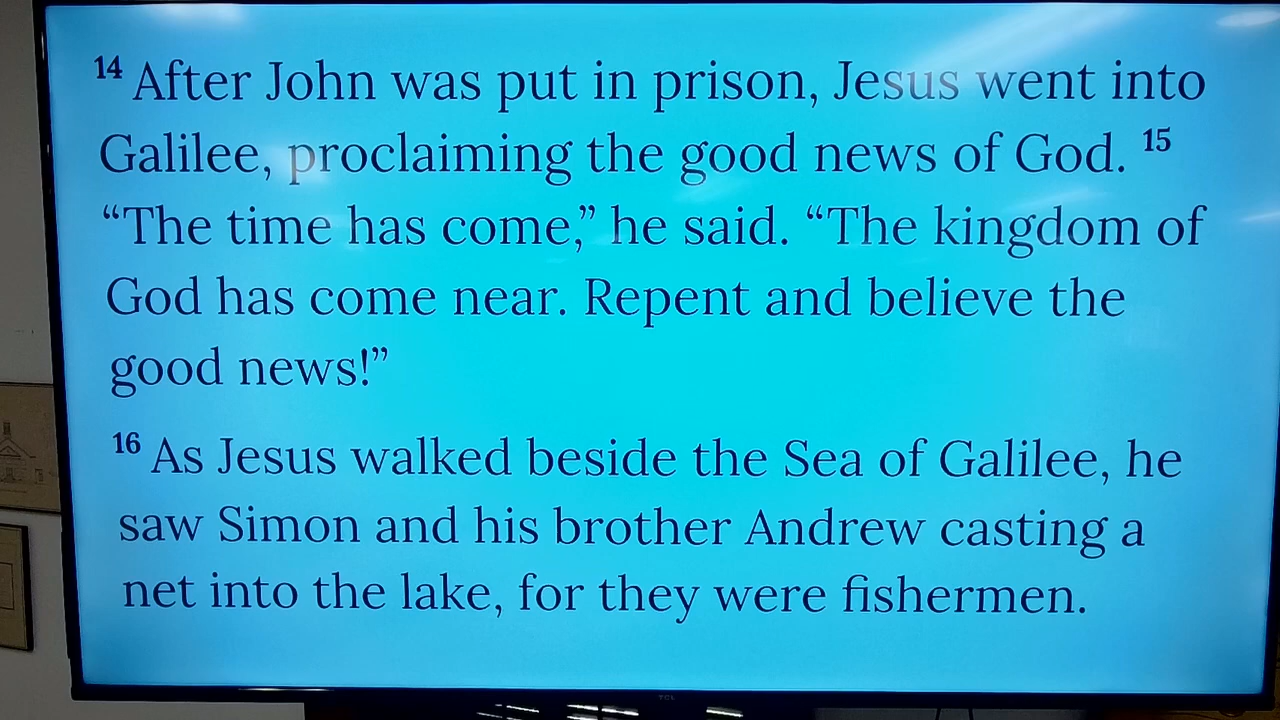 14 After John was put in prison, Jesus went into
Galilee, proclaiming the good news of God. 15
“The time has come,” he said. “The kingdom of
God has come near. Repent and believe the
good news!”
16 As Jesus walked beside the Sea of Galilee, he
saw Simon and his brother Andrew casting a
net into the lake, for they were fishermen.
TCL